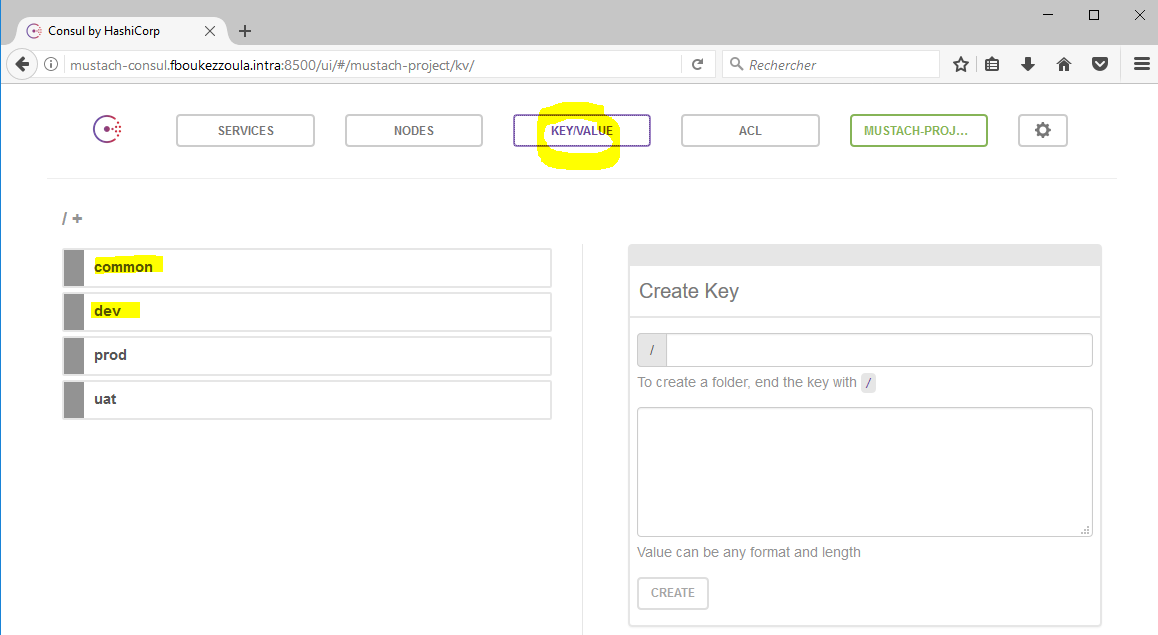 Consul by HashiCorp
mustach-consul.fboukezzoula.intra:8500/ui/#/mustach-project/kv/
Rechercher
SERVICES
NODES
KEY/VALUE
ACL
MUSTACH-PROJ...
/ +
common
dev
prod
uat
Create Key
/
To create a folder, end the key with /
Value can be any format and length
CREATE